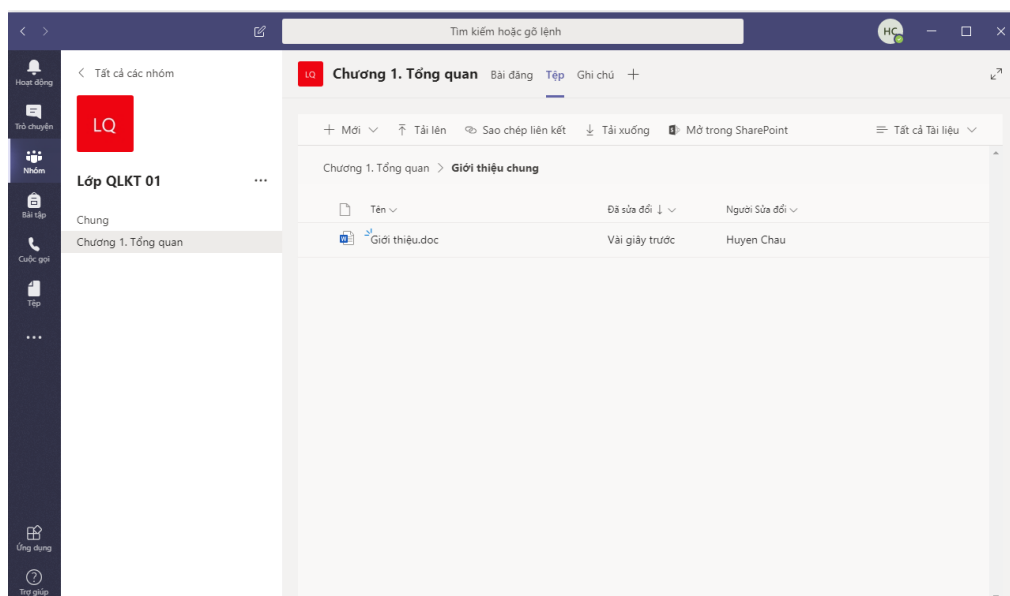 Tìm kiếm hoặc gõ lệnh
HC
Hoạt động
Trò chuyện
Nhóm
Bài tập
Cuộc gọi
Tệp
Ứng dụng
Trợ giúp
Tất cả các nhóm
LQ
Lớp QLKT 01
Chung
Chương 1. Tổng quan
LQ Chương 1. Tổng quan Bài đăng Tệp Ghi chú
Mới Tải lên Sao chép liên kết Tải xuống Mở trong SharePoint Tất cả Tài liệu
Chương 1. Tổng quan > Giới thiệu chung
Tên Đã sửa đổi ↓ Người Sửa đổi
Giới thiệu.doc Vài giây trước Huyen Chau